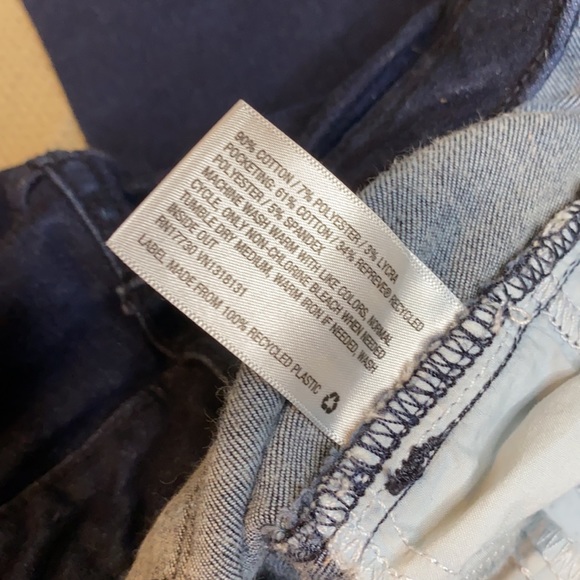 90% COTTON / 7% POLYESTER / 3% LYCRA
POCKETING: 61% COTTON / 34% REPREVE® RECYCLED
POLYESTER / 5% SPANDEL
MACHINE WASH WARM WITH LIKE COLORS, NORMAL
CYCLE. ONLY NON-CHLORINE BLEACH WHEN NEEDED
TUMBLE DRY MEDIUM, WARM IRON IF NEEDED, WASH
INSIDE OUT
RN17730 VN1318131
LABEL MADE FROM 100% RECYCLED PLASTIC